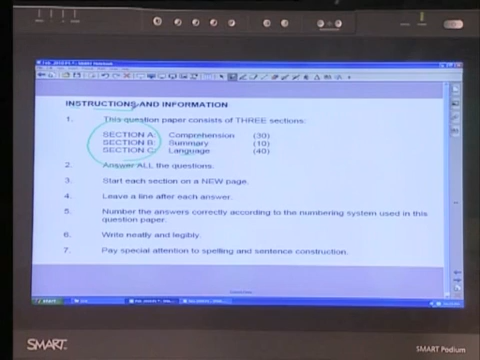 INSTRUCTIONS AND INFORMATION
1. This question paper consists of THREE sections:
SECTION A: Comprehension (30)
SECTION B: Summary (10)
SECTION C: Language (40)
2. Answer ALL the questions.
3. Start each section on a NEW page.
4. Leave a line after each answer.
5. Number the answers correctly according to the numbering system used in this
question paper.
6. Write neatly and legibly.
7. Pay special attention to spelling and sentence construction.
start
SMART
SMART Podium